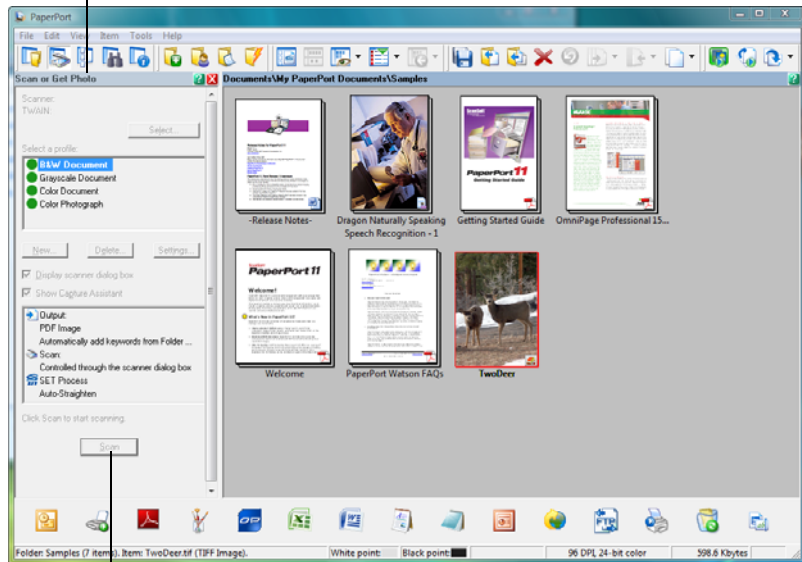 PaperPort
File Edit View Item Tools Help
Scan or Get Photo
Documents\My PaperPort Documents\Samples
Scanner:
TWAIN:
Select...
Select a profile:
B&W Document
Grayscale Document
Color Document
Color Photograph
New... Delete... Settings...
Display scanner dialog box
Show Capture Assistant
Output:
PDF Image
Automatically add keywords from Folder ...
Scan:
Controlled through the scanner dialog box
SET Process
Auto-Straighten
Click Scan to start scanning.
Scan
PaperPort 11
Getting Started Guide
-Release Notes-
Dragon Naturally Speaking
Speech Recognition - 1
Getting Started Guide
OmniPage Professional 15...
PaperPort 11
Welcome!
Welcome
PaperPort Watson FAQs
TwoDeer
FTP
Folder: Samples (7 items). Item: TwoDeer.tif (TIFF Image).
White point:
Black point:
96 DPI, 24-bit color
598.6 Kbytes